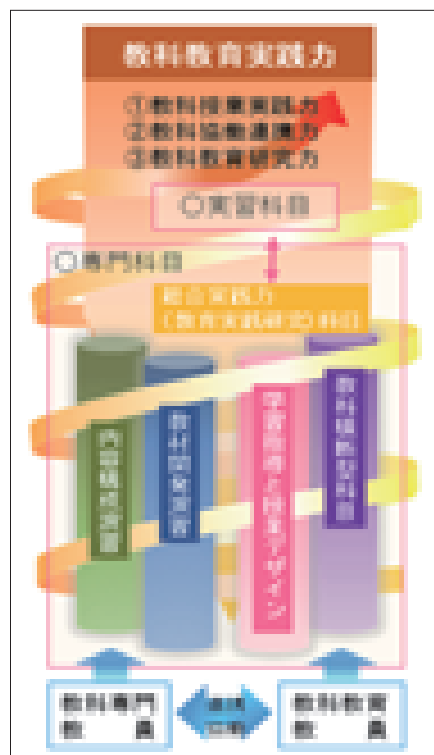 教科教育実践力
①教科授業実践力
②教科協働連携力
③教科教育研究力
〇実習科目
〇専門科目
総合実践力
(教育実践研究)科目
内容構成演習
教材開発演習
学習指導と授業デザイン
教科横断型科目
教科専門
教員
教科教育
教員